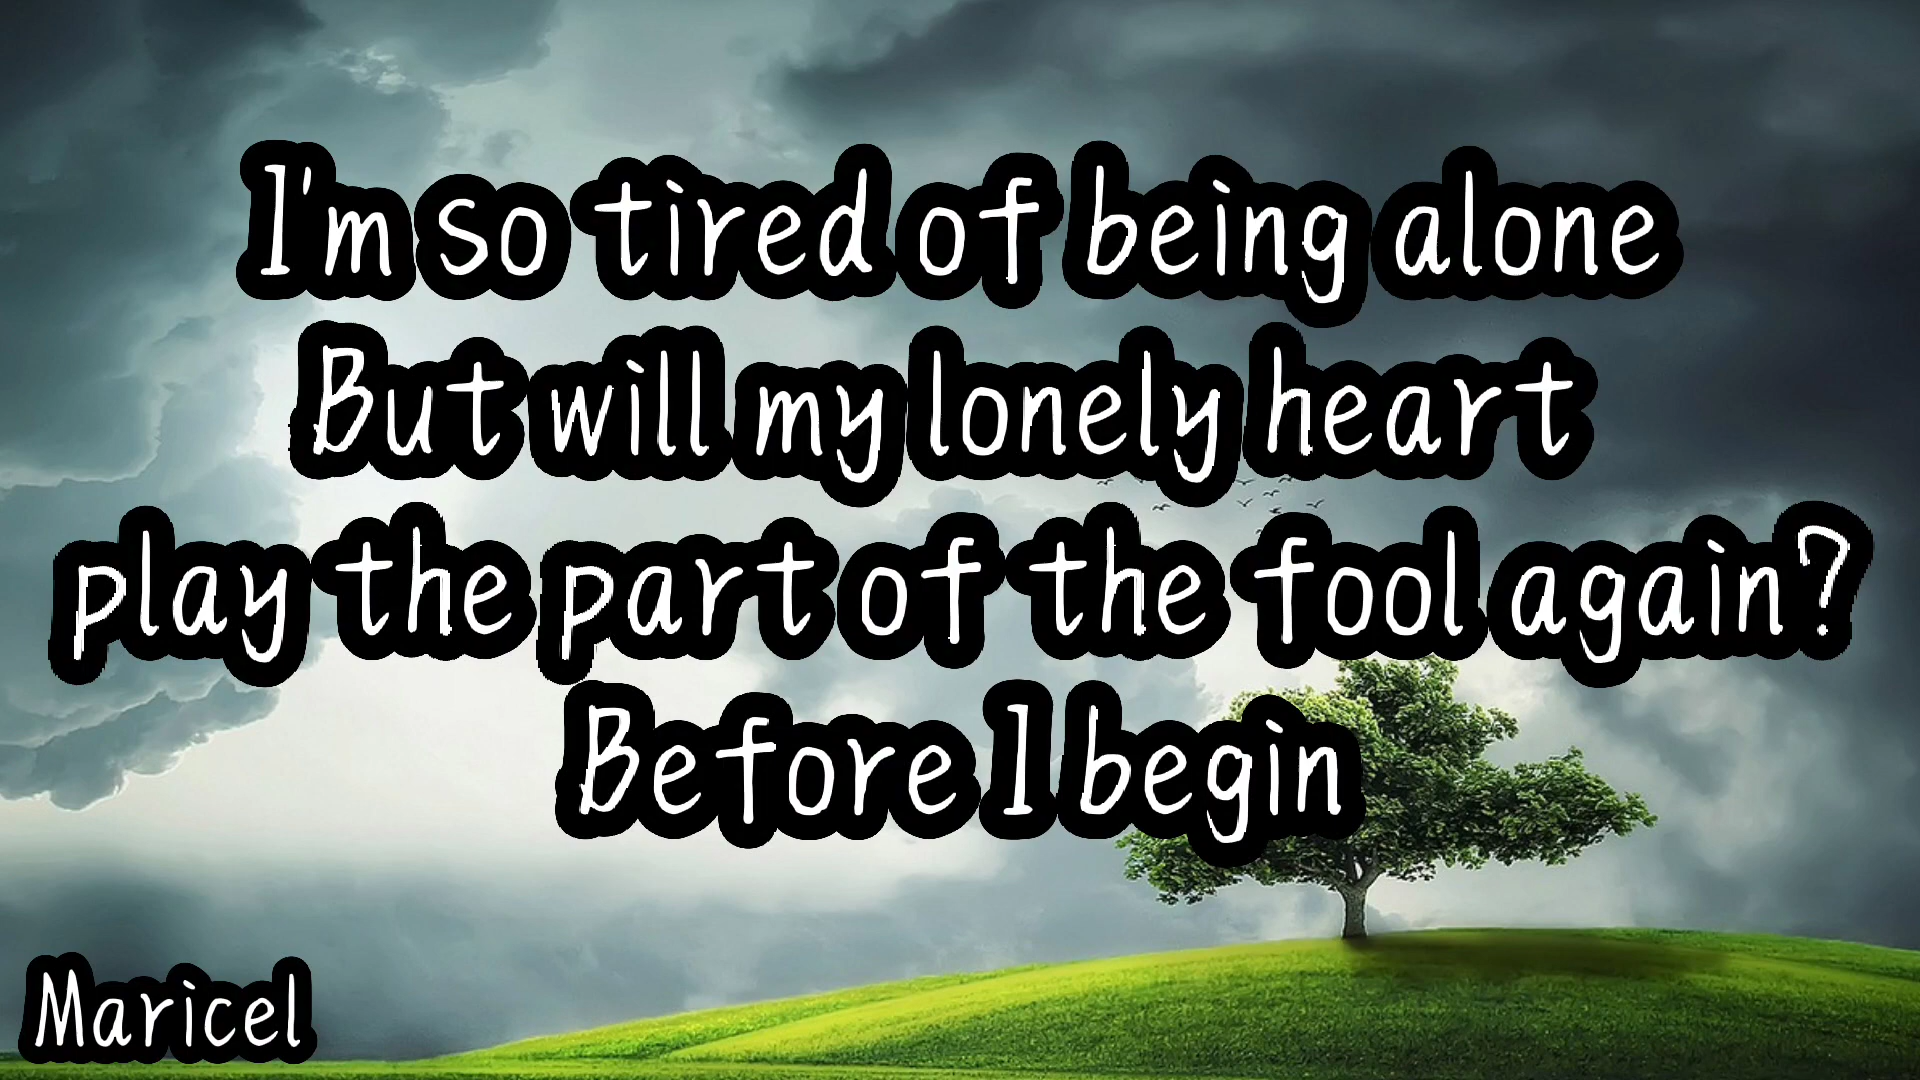 I'm so tired of being alone
But will my lonely heart
play the part of the fool again?
Before I begin
Maricel